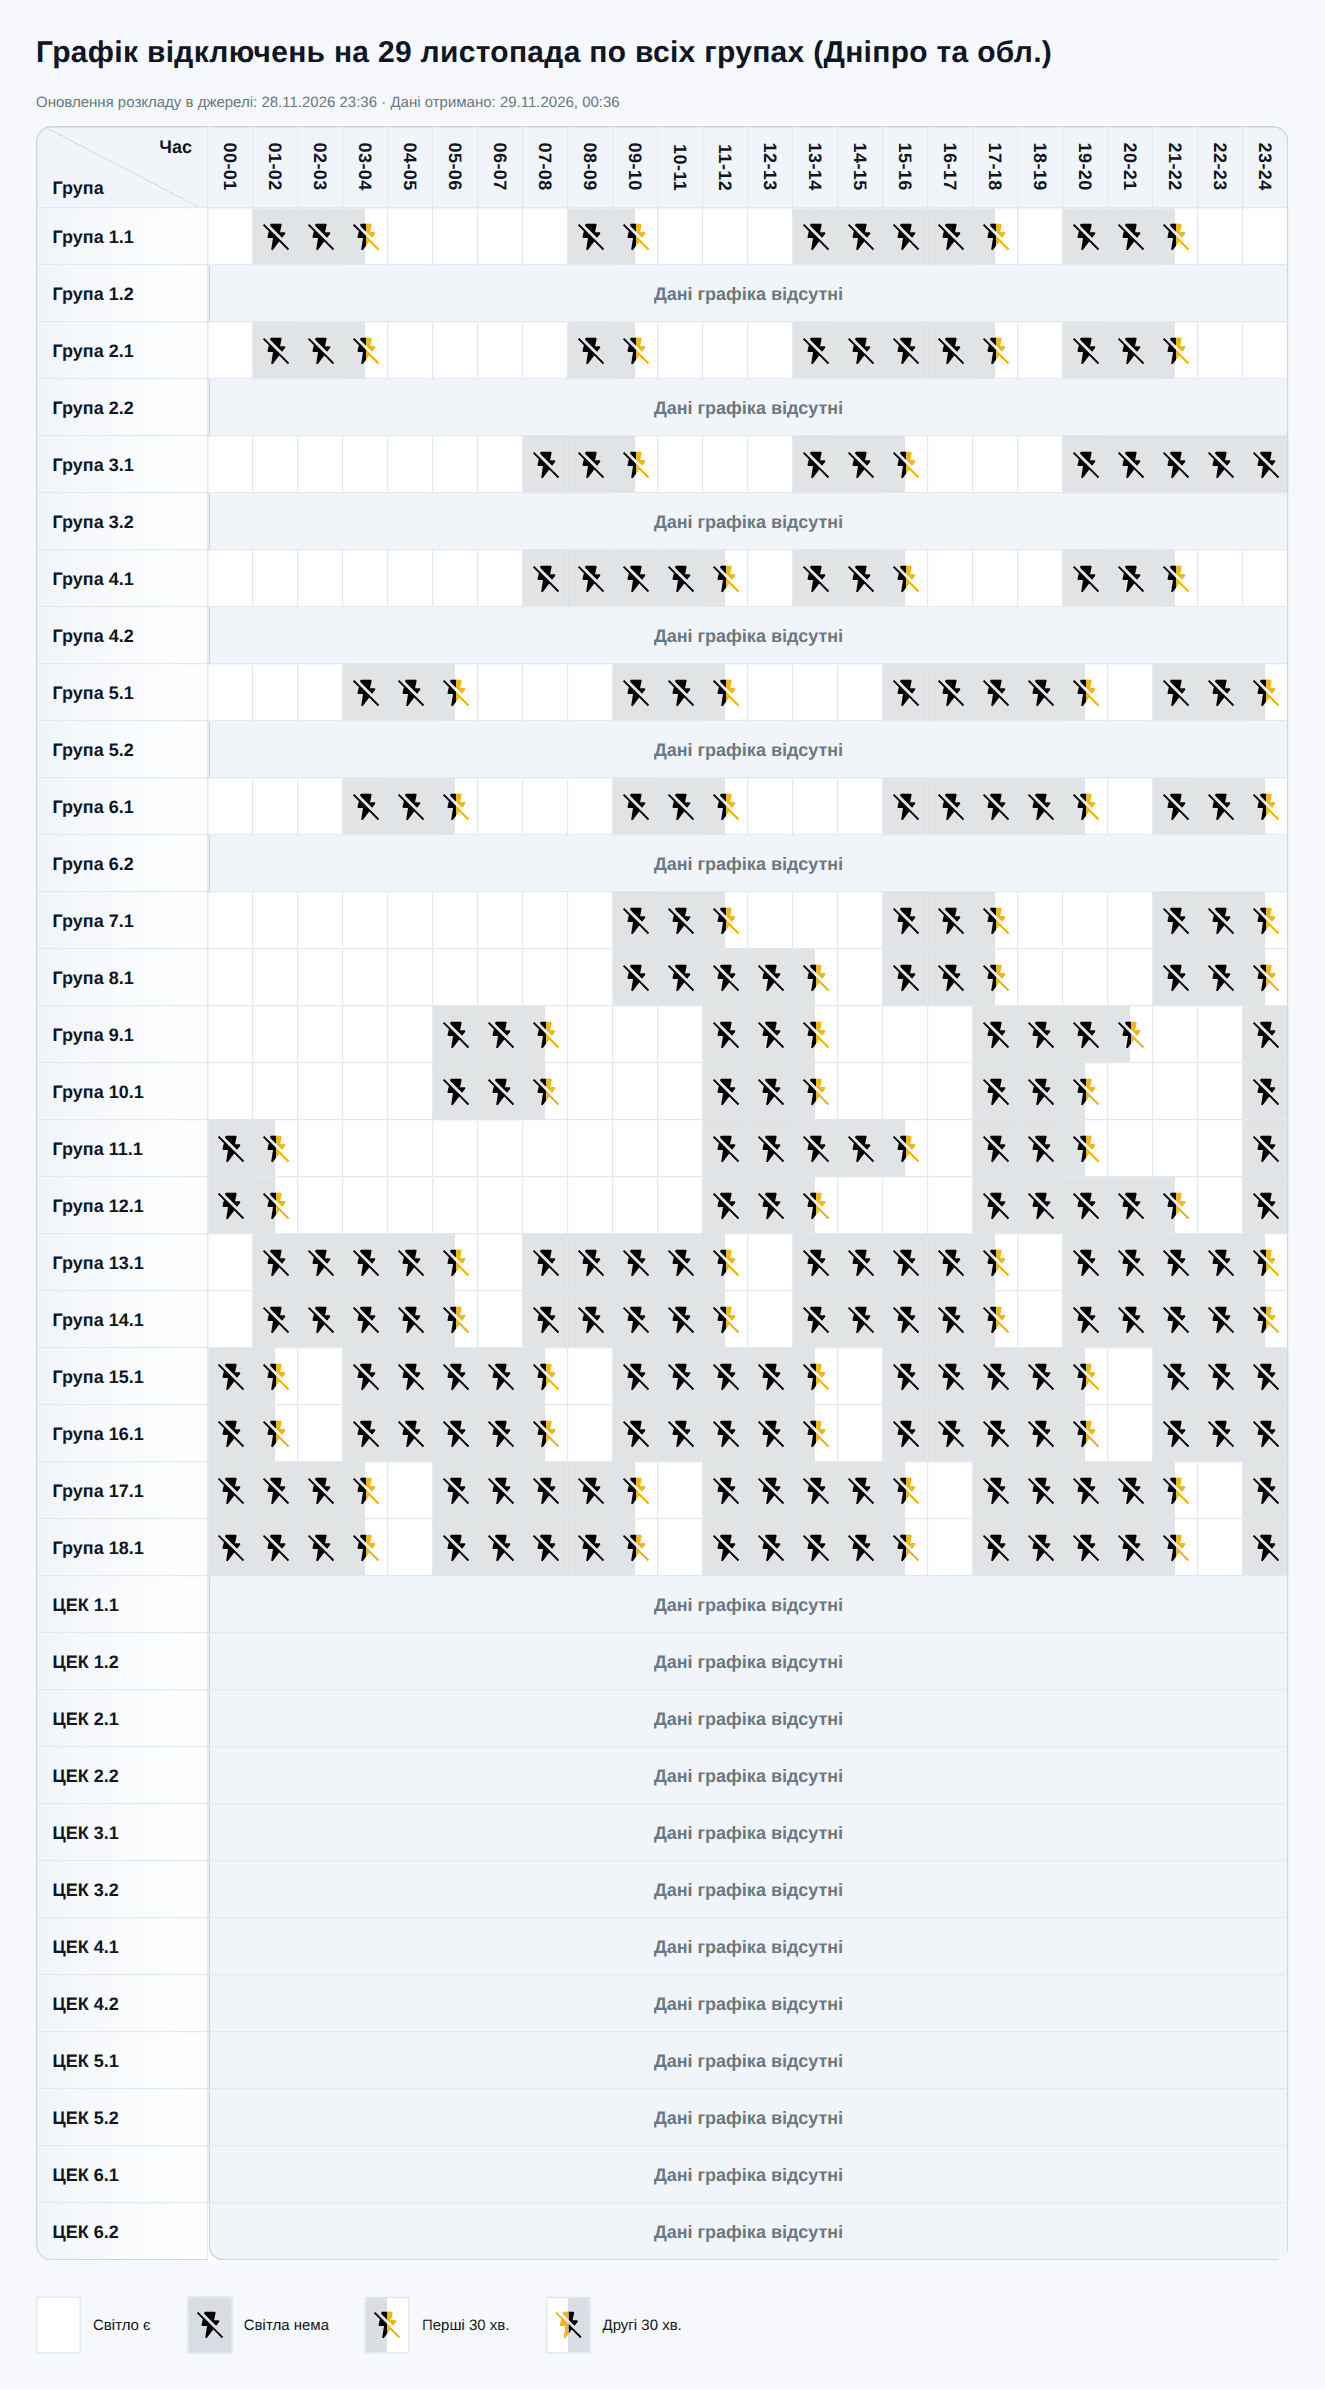 Графік відключень на 29 листопада по всіх групах (Дніпро та обл.)
Оновлення розкладу в джерелі: 28.11.2026 23:36 · Дані отримано: 29.11.2026, 00:36
Час
Група
00-01 01-02 02-03 03-04 04-05 05-06 06-07 07-08 08-09 09-10 10-11 11-12 12-13 13-14 14-15 15-16 16-17 17-18 18-19 19-20 20-21 21-22 22-23 23-24
Група 1.1
Група 1.2 Дані графіка відсутні
Група 2.1
Група 2.2 Дані графіка відсутні
Група 3.1
Група 3.2 Дані графіка відсутні
Група 4.1
Група 4.2 Дані графіка відсутні
Група 5.1
Група 5.2 Дані графіка відсутні
Група 6.1
Група 6.2 Дані графіка відсутні
Група 7.1
Група 8.1
Група 9.1
Група 10.1
Група 11.1
Група 12.1
Група 13.1
Група 14.1
Група 15.1
Група 16.1
Група 17.1
Група 18.1
ЦЕК 1.1 Дані графіка відсутні
ЦЕК 1.2 Дані графіка відсутні
ЦЕК 2.1 Дані графіка відсутні
ЦЕК 2.2 Дані графіка відсутні
ЦЕК 3.1 Дані графіка відсутні
ЦЕК 3.2 Дані графіка відсутні
ЦЕК 4.1 Дані графіка відсутні
ЦЕК 4.2 Дані графіка відсутні
ЦЕК 5.1 Дані графіка відсутні
ЦЕК 5.2 Дані графіка відсутні
ЦЕК 6.1 Дані графіка відсутні
ЦЕК 6.2 Дані графіка відсутні
Світло є Світла нема Перші 30 хв. Другі 30 хв.